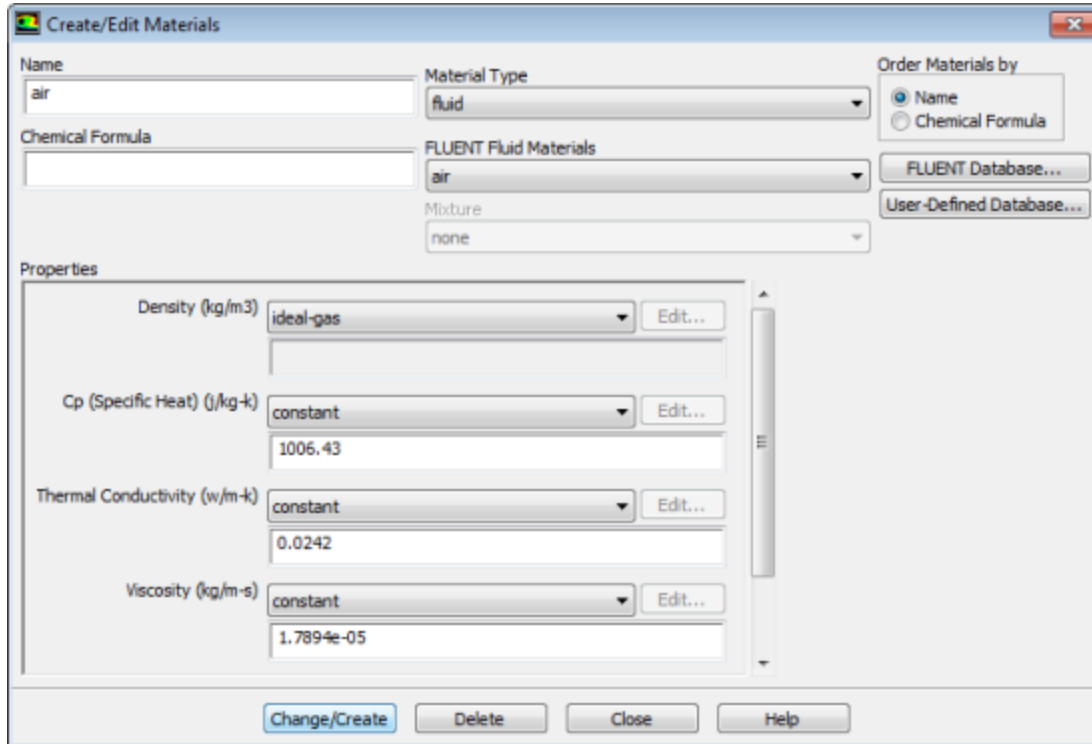 Create/Edit Materials
Name
air
Chemical Formula
Material Type
fluid
FLUENT Fluid Materials
air
Mixture
none
Order Materials by
Name
Chemical Formula
FLUENT Database...
User-Defined Database...
Properties
Density (kg/m3)
ideal-gas
Edit...
Cp (Specific Heat) (j/kg-k)
constant
Edit...
1006.43
Thermal Conductivity (w/m-k)
constant
Edit...
0.0242
Viscosity (kg/m-s)
constant
Edit...
1.7894e-05
Change/Create
Delete
Close
Help